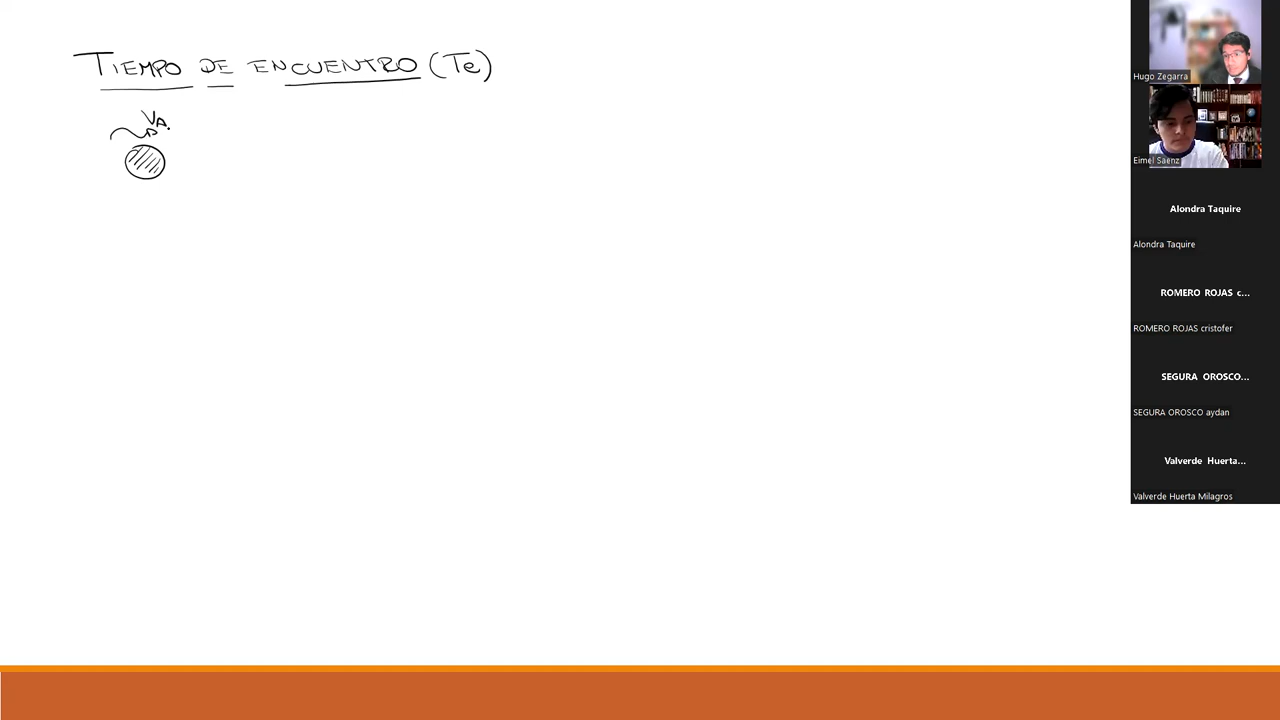 TIEMPO DE ENCUENTRO (Te)
VA.
Hugo Zegarra
Eimel Saenz
Alondra Taquire
Alondra Taquire
ROMERO ROJAS c...
ROMERO ROJAS cristofer
SEGURA OROSCO...
SEGURA OROSCO aydan
Valverde Huerta...
Valverde Huerta Milagros